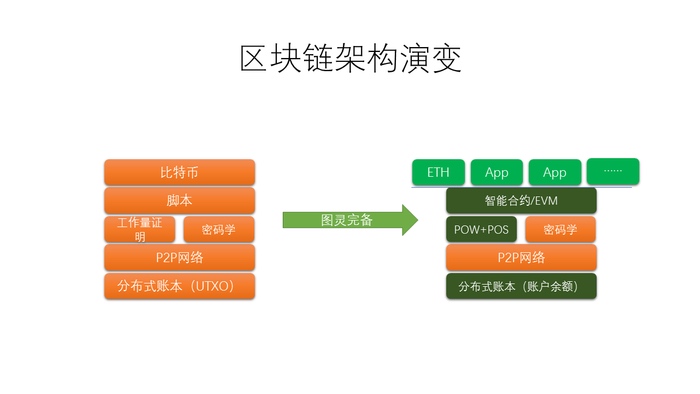 区块链架构演变
比特币
脚本
工作量证
明
密码学
P2P网络
分布式账本（UTXO）
图灵完备
ETH
App
App
……
智能合约/EVM
POW+POS
密码学
P2P网络
分布式账本（账户余额）